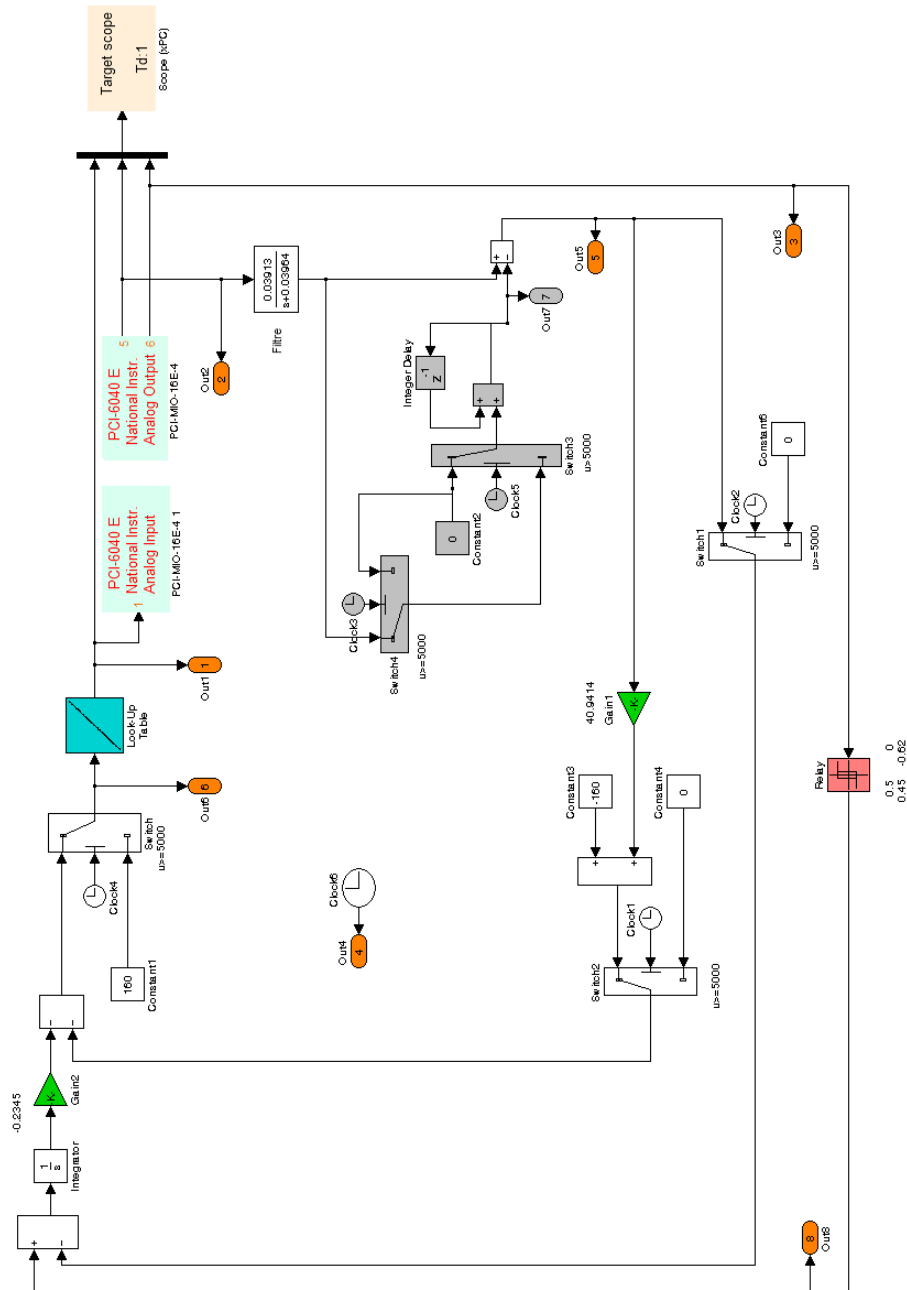 Target scope
Td:1
Scope (xPC)
PCI-6040 E
National Instr.
Analog Output
5
6
PCI-MIO-16E-4
PCI-6040 E
National Instr.
Analog Input
1
PCI-MIO-16E-4 1
Out2
2
0.03913
s+0.03964
Filtre
Out5
5
Out3
3
Out7
7
Integer Delay
-1
Z
+
-
+
+
Switch3
u>=5000
Clock5
Constant2
0
Clock3
Switch4
u>=5000
Constant6
0
Clock2
Switch1
u>=5000
Out1
1
Look-Up
Table
Out6
6
Switch
u>=5000
Clock4
160
Constant1
Clock6
Out4
4
40.9414
-K-
Gain1
Constant3
-160
Constant4
0
+
+
Clock1
Switch2
u>=5000
Relay
0.5 0
0.45 -0.62
-
-
-0.2345
-K-
Gain2
1
s
Integrator
+
-
8
Out8